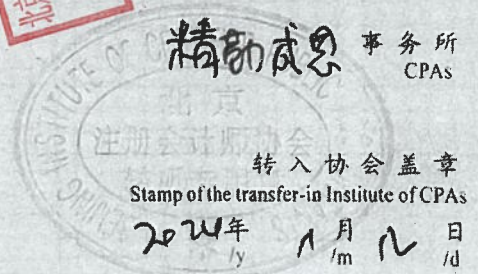 精勤成思 事务所
CPAs
北京
注册会计师协会
转入协会盖章
Stamp of the transfer-in Institute of CPAs
2024年 月 12日
/y /m /d